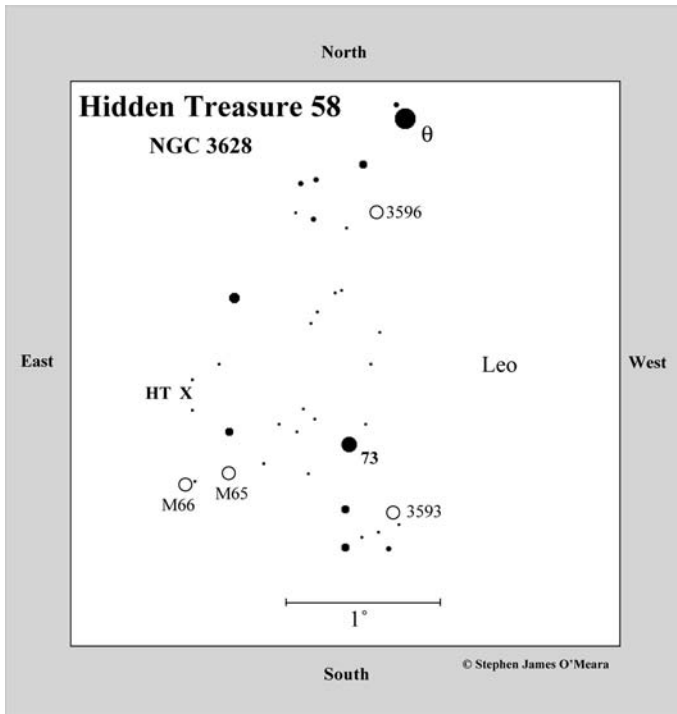 North
Hidden Treasure 58
NGC 3628
θ
3596
East
Leo
West
HT X
73
M65
M66
3593
1°
© Stephen James O'Meara
South